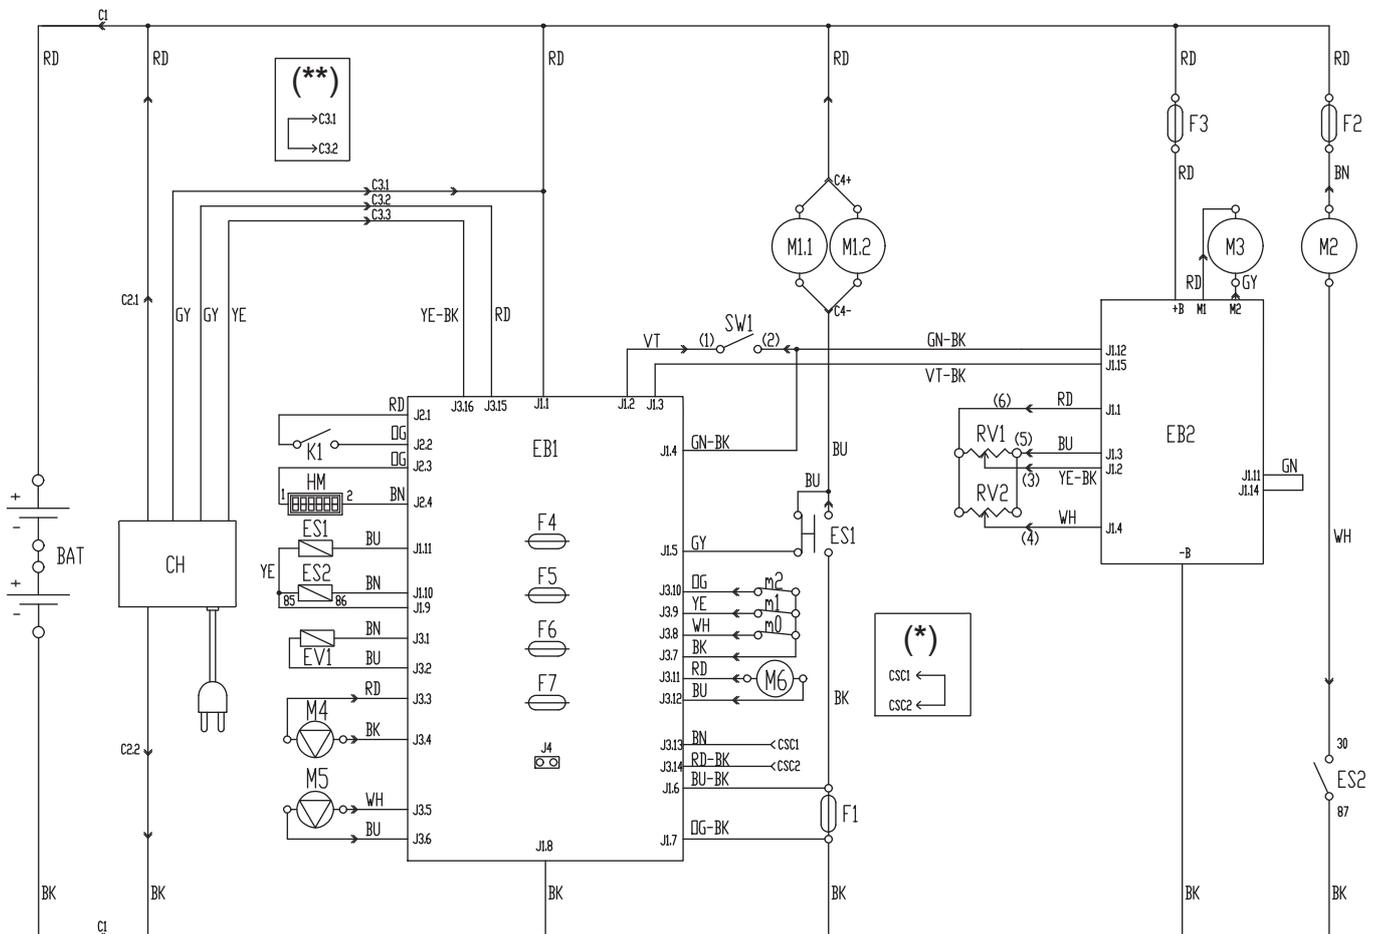 C1
RD
RD
RD
RD
RD
RD
(**)
C3.1
C3.2
F3
F2
RD
BN
C3.1
C3.2
C3.3
C4+
M1.1
M1.2
M3
M2
RD
GY
C2.1
GY
GY
YE
YE-BK
RD
C4-
+B
M1
M2
SW1
VT
(1)
(2)
GN-BK
J1.12
VT-BK
J1.15
RD
J2.1
J3.16
J3.15
J1.1
J1.2
J1.3
(6)
RD
J1.1
OG
J2.2
K1
EB1
GN-BK
J1.4
BU
RV1
(5)
BU
J1.3
EB2
OG
J2.3
J1.2
YE-BK
(3)
J1.11
GN
J1.14
HM
1
2
BN
J2.4
BU
RV2
+
-
ES1
F4
WH
J1.4
(4)
BU
J1.11
GY
J1.5
ES1
WH
BAT
CH
-B
YE
ES2
BN
J1.10
85
86
J1.9
F5
OG
J3.10
m2
YE
J3.9
m1
+
-
BN
J3.1
EV1
BU
J3.2
F6
WH
J3.8
m0
BK
J3.7
(*)
CSC1
CSC2
RD
J3.3
F7
RD
J3.11
M6
BU
J3.12
BK
M4
BK
J3.4
J4
BN
J3.13
CSC1
RD-BK
J3.14
CSC2
C2.2
30
M5
BU-BK
J1.6
ES2
WH
J3.5
F1
87
BU
J3.6
OG-BK
J1.7
J1.8
BK
BK
BK
BK
BK
BK
C1